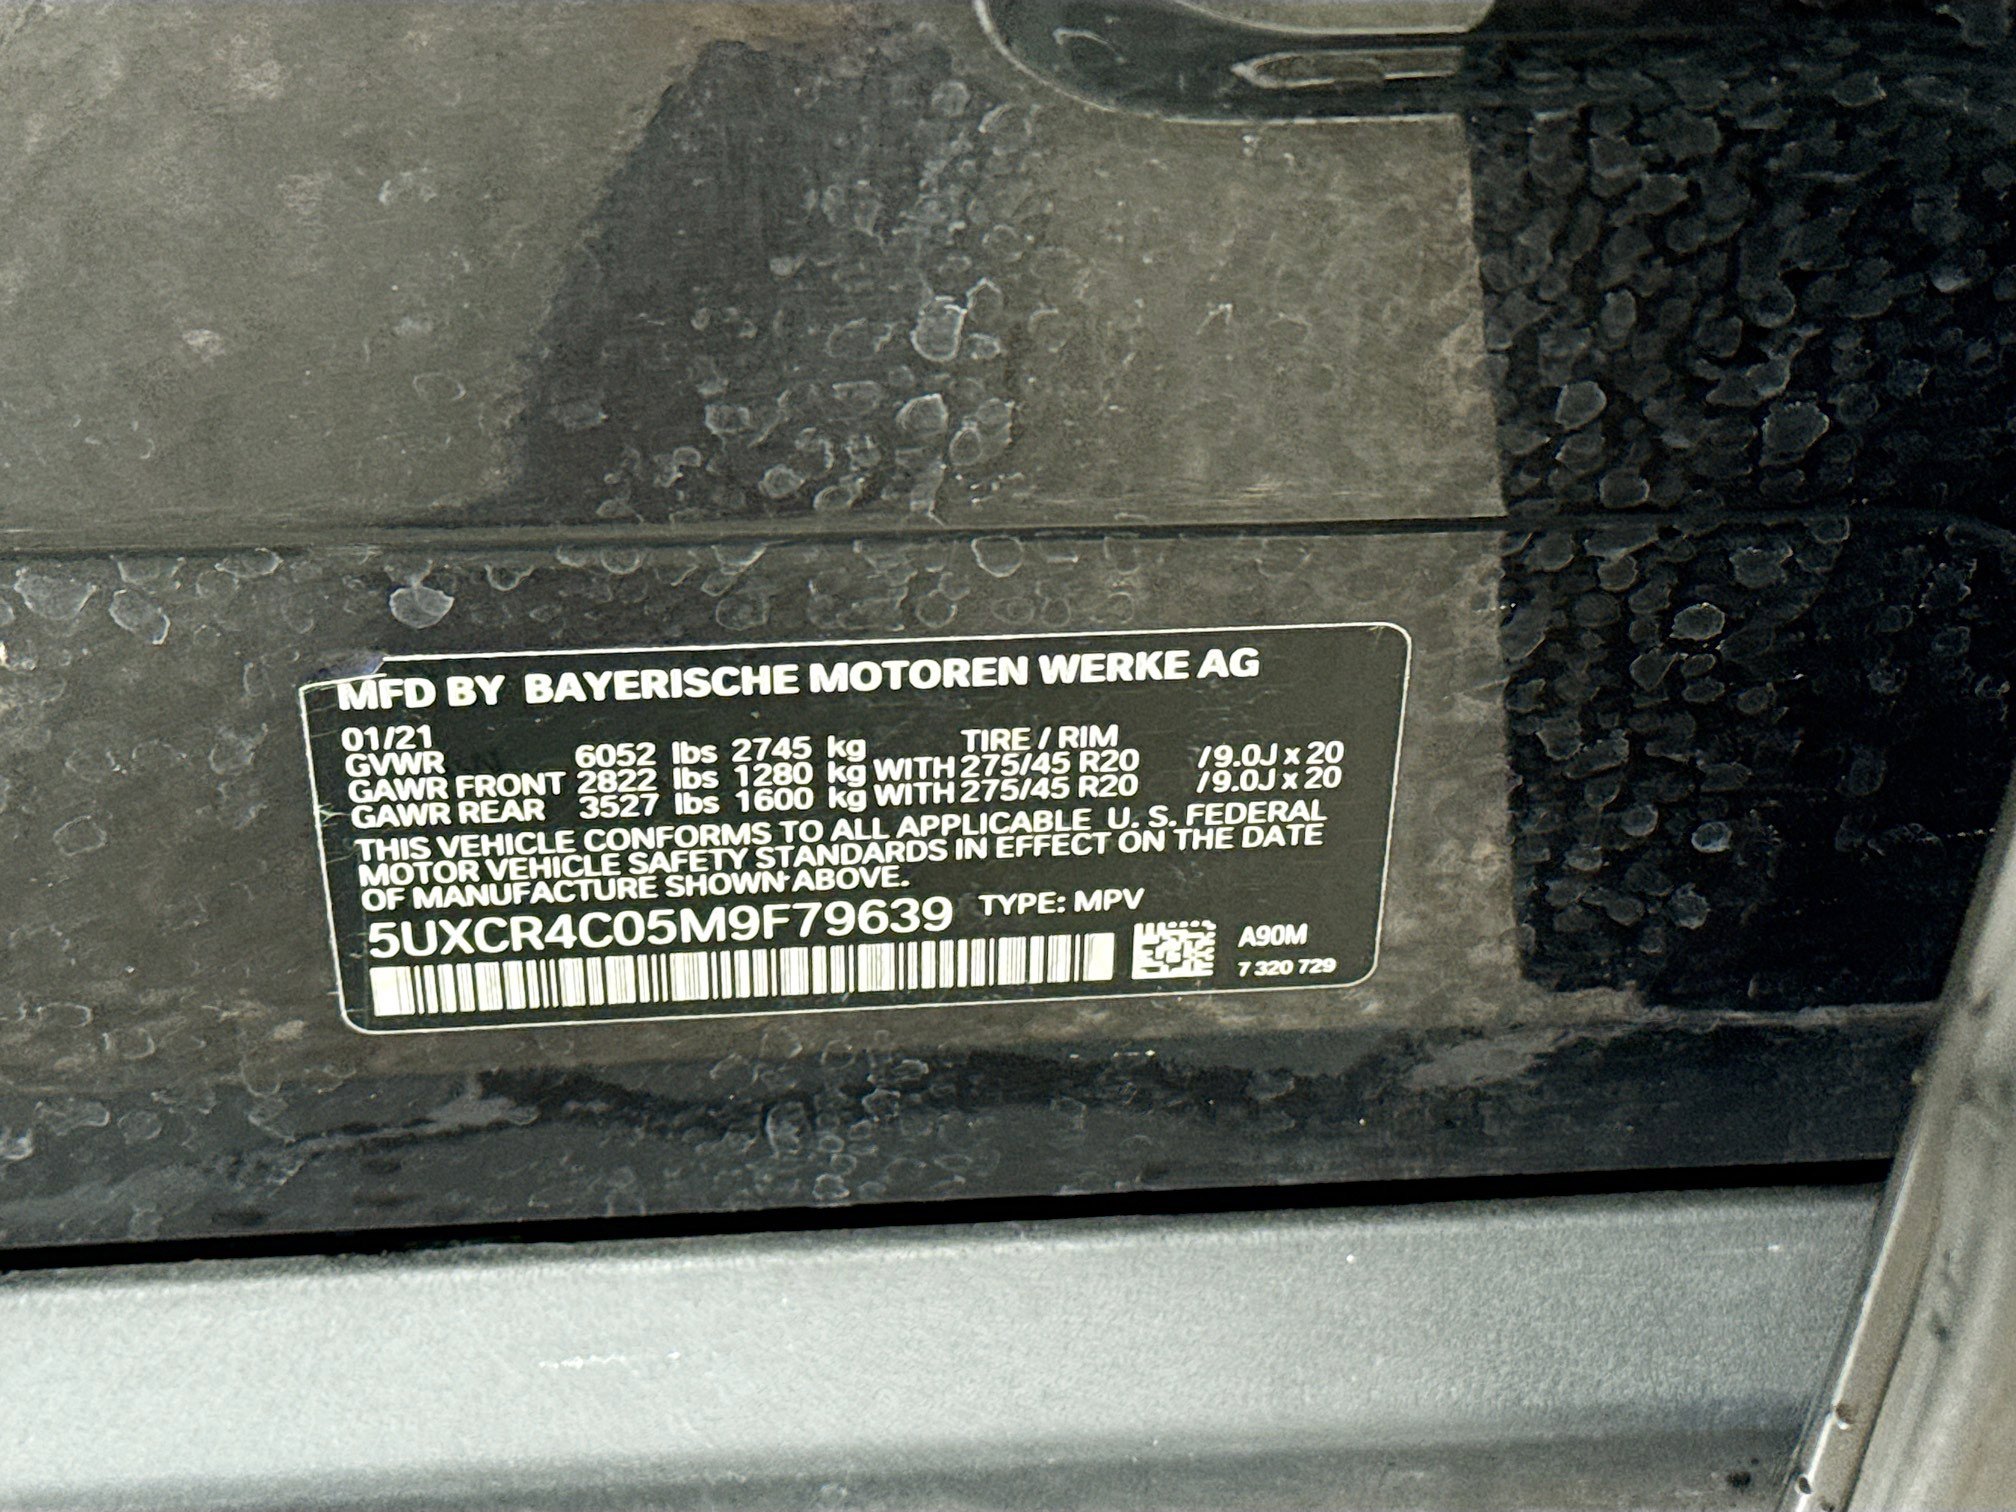 MFD BY BAYERISCHE MOTOREN WERKE AG
01/21 TIRE / RIM
GVWR 6052 lbs 2745 kg
GAWR FRONT 2822 lbs 1280 kg WITH 275/45 R20 / 9.0J x 20
GAWR REAR 3527 lbs 1600 kg WITH 275/45 R20 / 9.0J x 20
THIS VEHICLE CONFORMS TO ALL APPLICABLE U. S. FEDERAL
MOTOR VEHICLE SAFETY STANDARDS IN EFFECT ON THE DATE
OF MANUFACTURE SHOWN ABOVE.
5UXCR4C05M9F79639 TYPE: MPV
A90M
7 320 729